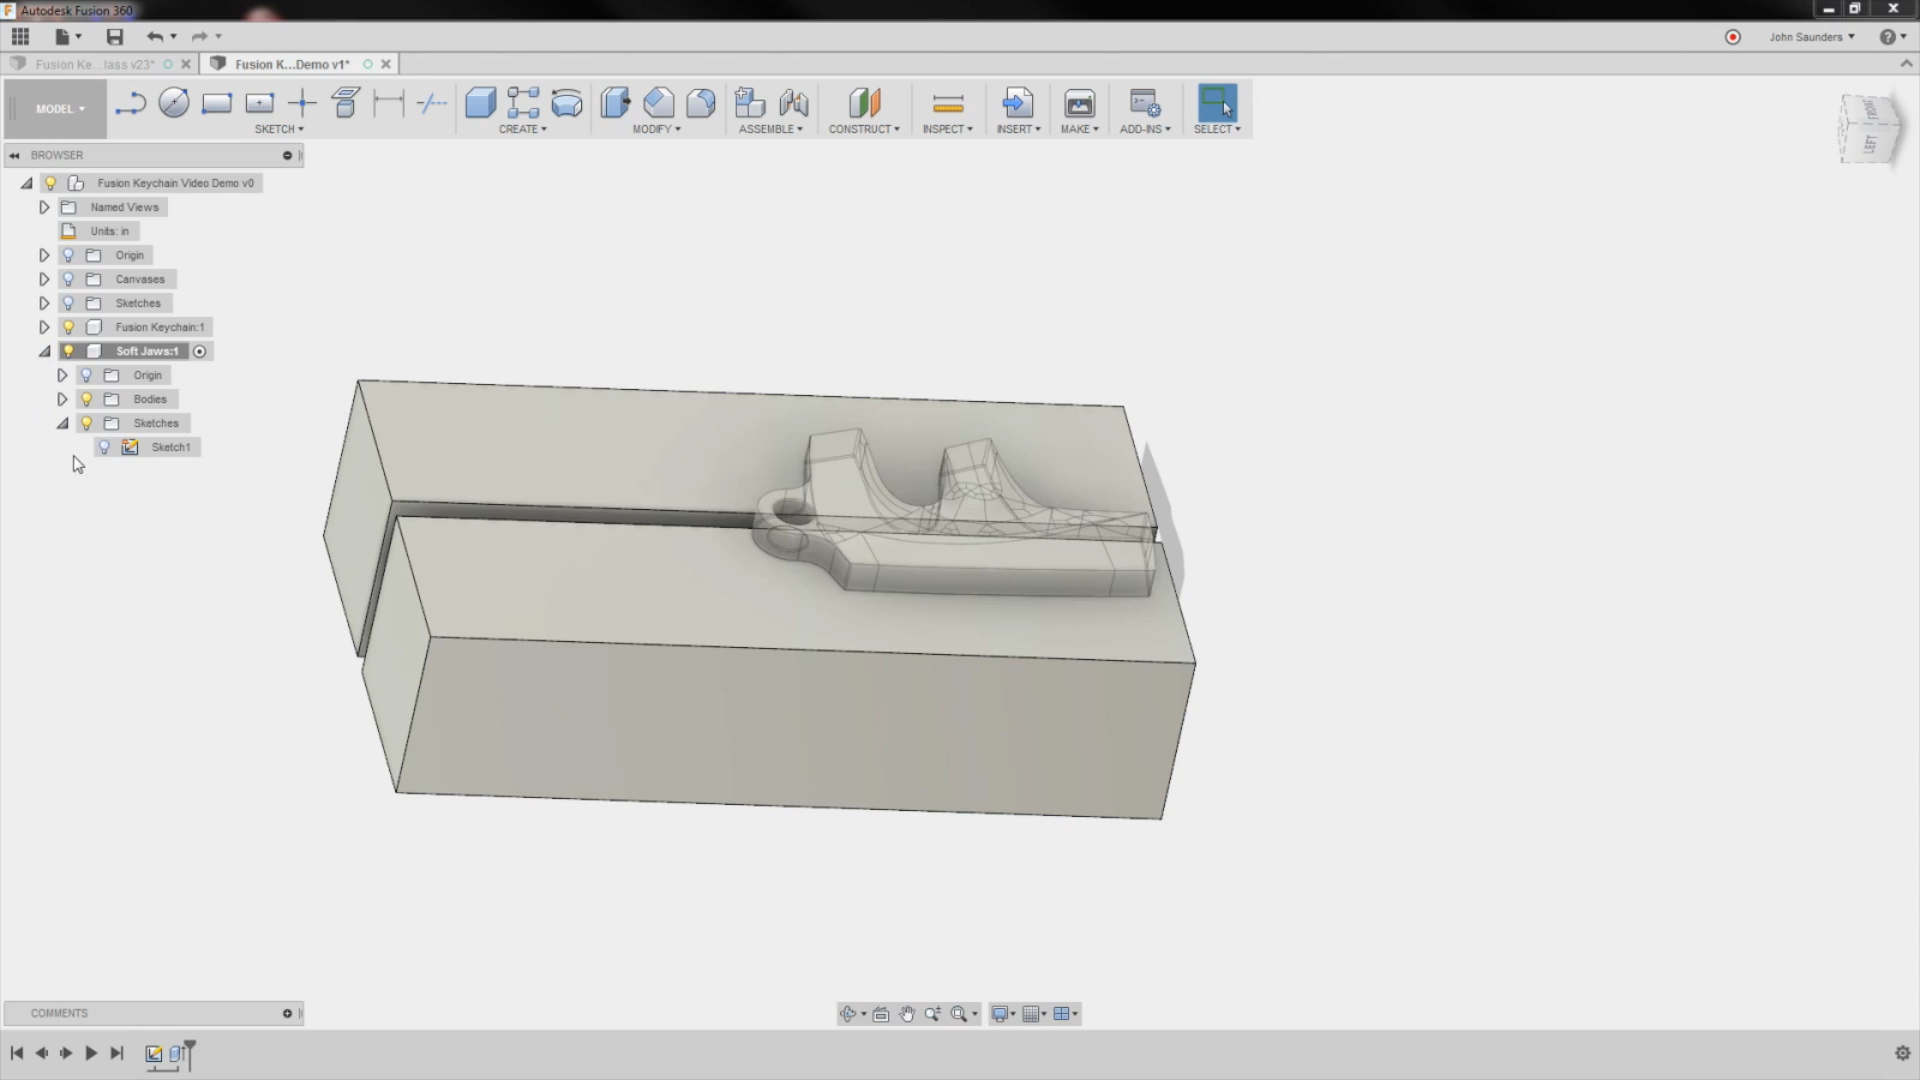 Autodesk Fusion 360
John Saunders
Fusion Ke...lass v23*
Fusion K...Demo v1*
MODEL
SKETCH
CREATE
MODIFY
ASSEMBLE
CONSTRUCT
INSPECT
INSERT
MAKE
ADD-INS
SELECT
FRONT
LEFT
BROWSER
Fusion Keychain Video Demo v0
Named Views
Units: in
Origin
Canvases
Sketches
Fusion Keychain:1
Soft Jaws:1
Origin
Bodies
Sketches
Sketch1
COMMENTS